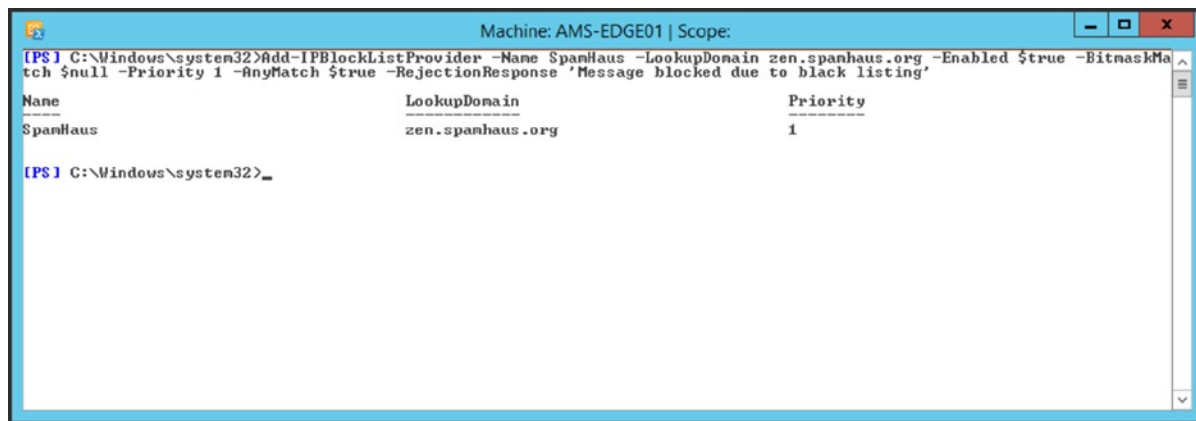 Machine: AMS-EDGE01 | Scope:
[PS] C:\Windows\system32>Add-IPBlockListProvider -Name SpamHaus -LookupDomain zen.spamhaus.org -Enabled $true -BitmaskMa
tch $null -Priority 1 -AnyMatch $true -RejectionResponse 'Message blocked due to black listing'
Name LookupDomain Priority
---- ------------ --------
SpamHaus zen.spamhaus.org 1
[PS] C:\Windows\system32>_